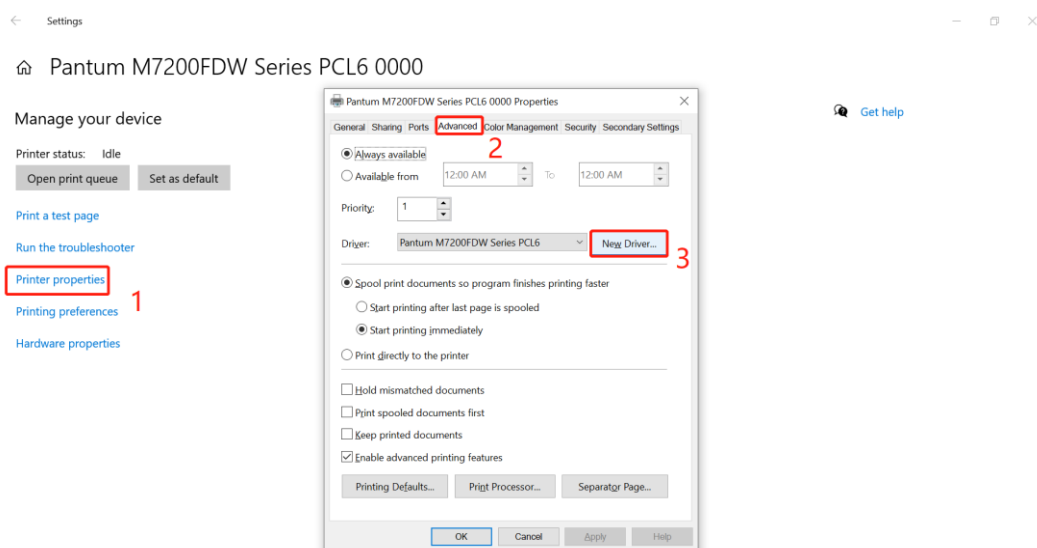 Settings
Pantum M7200FDW Series PCL6 0000
Manage your device
Printer status: Idle
Open print queue Set as default
Print a test page
Run the troubleshooter
Printer properties
1
Printing preferences
Hardware properties
Pantum M7200FDW Series PCL6 0000 Properties
General Sharing Ports Advanced Color Management Security Secondary Settings
2
Always available
Available from 12:00 AM To 12:00 AM
Priority: 1
Driver: Pantum M7200FDW Series PCL6 New Driver...
3
Spool print documents so program finishes printing faster
Start printing after last page is spooled
Start printing immediately
Print directly to the printer
Hold mismatched documents
Print spooled documents first
Keep printed documents
Enable advanced printing features
Printing Defaults... Print Processor... Separator Page...
OK Cancel Apply Help
Get help